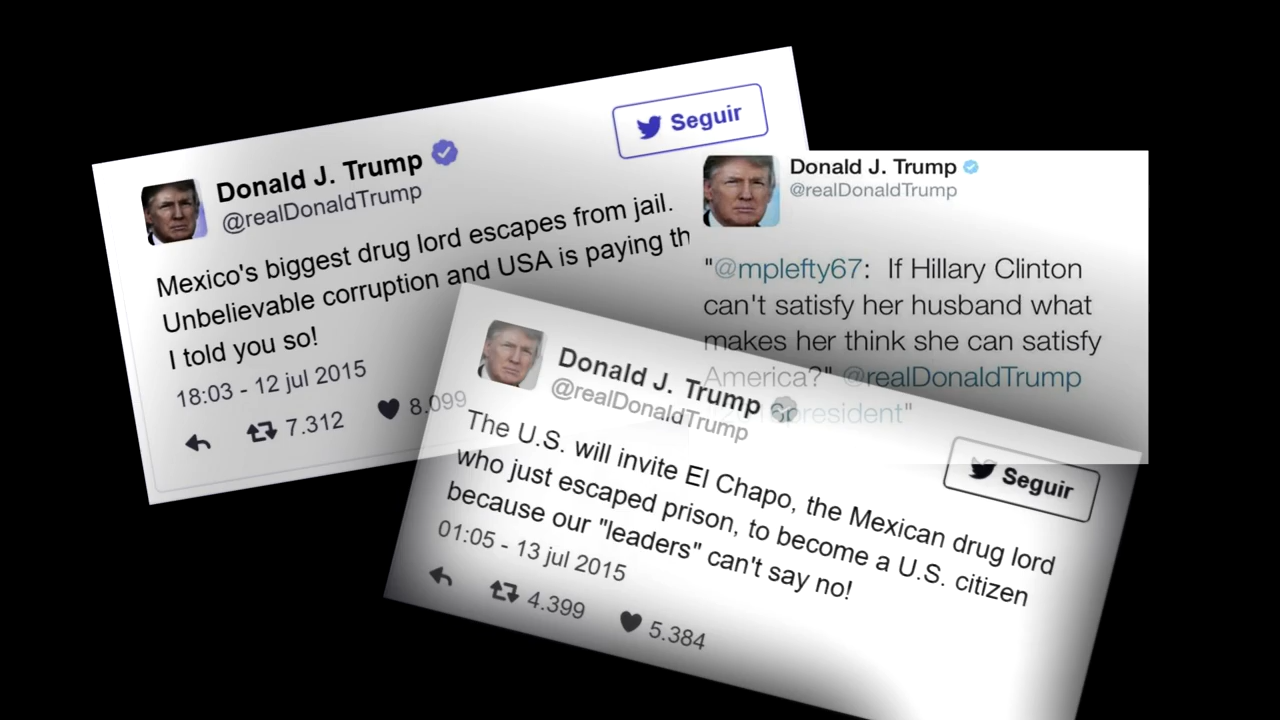 Seguir
Donald J. Trump
@realDonaldTrump
Mexico's biggest drug lord escapes from jail.
Unbelievable corruption and USA is paying
I told you so!
18:03 - 12 jul 2015
7.312 8.099
Donald J. Trump
@realDonaldTrump
"@mplefty67: If Hillary Clinton
can't satisfy her husband what
makes her think she can satisfy
America?" @realDonaldTrump
president"
Donald J. Trump
@realDonaldTrump
Seguir
The U.S. will invite El Chapo, the Mexican drug lord
who just escaped prison, to become a U.S. citizen
because our "leaders" can't say no!
01:05 - 13 jul 2015
4.399 5.384